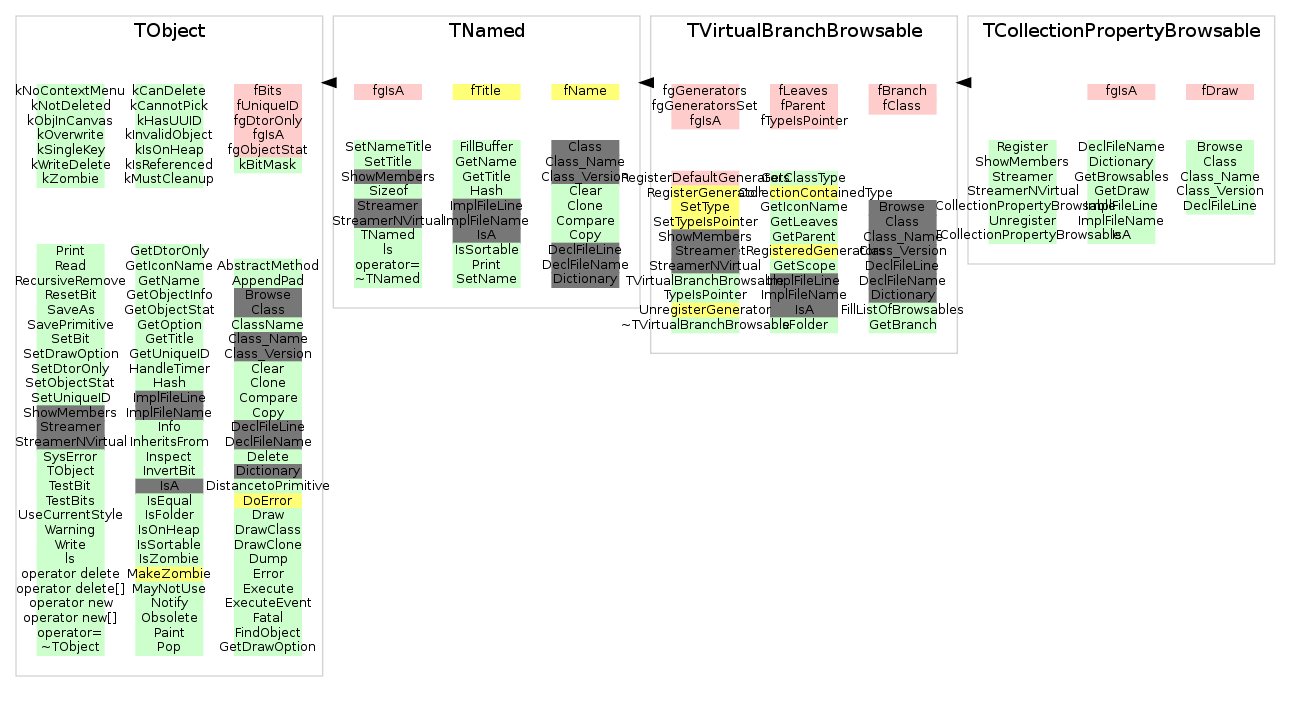 TObject
kNoContextMenu
kNotDeleted
kObjInCanvas
kOverwrite
kSingleKey
kWriteDelete
kZombie
kCanDelete
kCannotPick
kHasUUID
kInvalidObject
kIsOnHeap
kIsReferenced
kMustCleanup
fBits
fUniqueID
fgDtorOnly
fgIsA
fgObjectStat
kBitMask
Print
Read
RecursiveRemove
ResetBit
SaveAs
SavePrimitive
SetBit
SetDrawOption
SetDtorOnly
SetObjectStat
SetUniqueID
ShowMembers
Streamer
StreamerNVirtual
SysError
TObject
TestBit
TestBits
UseCurrentStyle
Warning
Write
ls
operator delete
operator delete[]
operator new
operator new[]
operator=
~TObject
GetDtorOnly
GetIconName
GetName
GetObjectInfo
GetObjectStat
GetOption
GetTitle
GetUniqueID
HandleTimer
Hash
ImplFileLine
ImplFileName
Info
InheritsFrom
Inspect
InvertBit
IsA
IsEqual
IsFolder
IsOnHeap
IsSortable
IsZombie
MakeZombie
MayNotUse
Notify
Obsolete
Paint
Pop
AbstractMethod
AppendPad
Browse
Class
ClassName
Class_Name
Class_Version
Clear
Clone
Compare
Copy
DeclFileLine
DeclFileName
Delete
Dictionary
DistancetoPrimitive
DoError
Draw
DrawClass
DrawClone
Dump
Error
Execute
ExecuteEvent
Fatal
FindObject
GetDrawOption
TNamed
fgIsA
fTitle
fName
SetNameTitle
SetTitle
ShowMembers
Sizeof
Streamer
StreamerNVirtual
TNamed
ls
operator=
~TNamed
FillBuffer
GetName
GetTitle
Hash
ImplFileLine
ImplFileName
IsA
IsSortable
Print
SetName
Class
Class_Name
Class_Version
Clear
Clone
Compare
Copy
DeclFileLine
DeclFileName
Dictionary
TVirtualBranchBrowsable
fgGenerators
fgGeneratorsSet
fgIsA
fLeaves
fParent
fTypeIsPointer
fBranch
fClass
RegisterDefaultGenerators
RegisterGenerator
SetType
SetTypeIsPointer
ShowMembers
Streamer
StreamerNVirtual
TVirtualBranchBrowsable
TypeIsPointer
UnregisterGenerator
~TVirtualBranchBrowsable
GetClassType
GetCollectionContainedType
GetIconName
GetLeaves
GetParent
GetRegisteredGenerators
GetScope
ImplFileLine
ImplFileName
IsA
IsFolder
Browse
Class
Class_Name
Class_Version
DeclFileLine
DeclFileName
Dictionary
FillListOfBrowsables
GetBranch
TCollectionPropertyBrowsable
fgIsA
fDraw
Register
ShowMembers
Streamer
StreamerNVirtual
TCollectionPropertyBrowsable
Unregister
~TCollectionPropertyBrowsable
DeclFileName
Dictionary
GetBrowsables
GetDraw
ImplFileLine
ImplFileName
IsA
Browse
Class
Class_Name
Class_Version
DeclFileLine